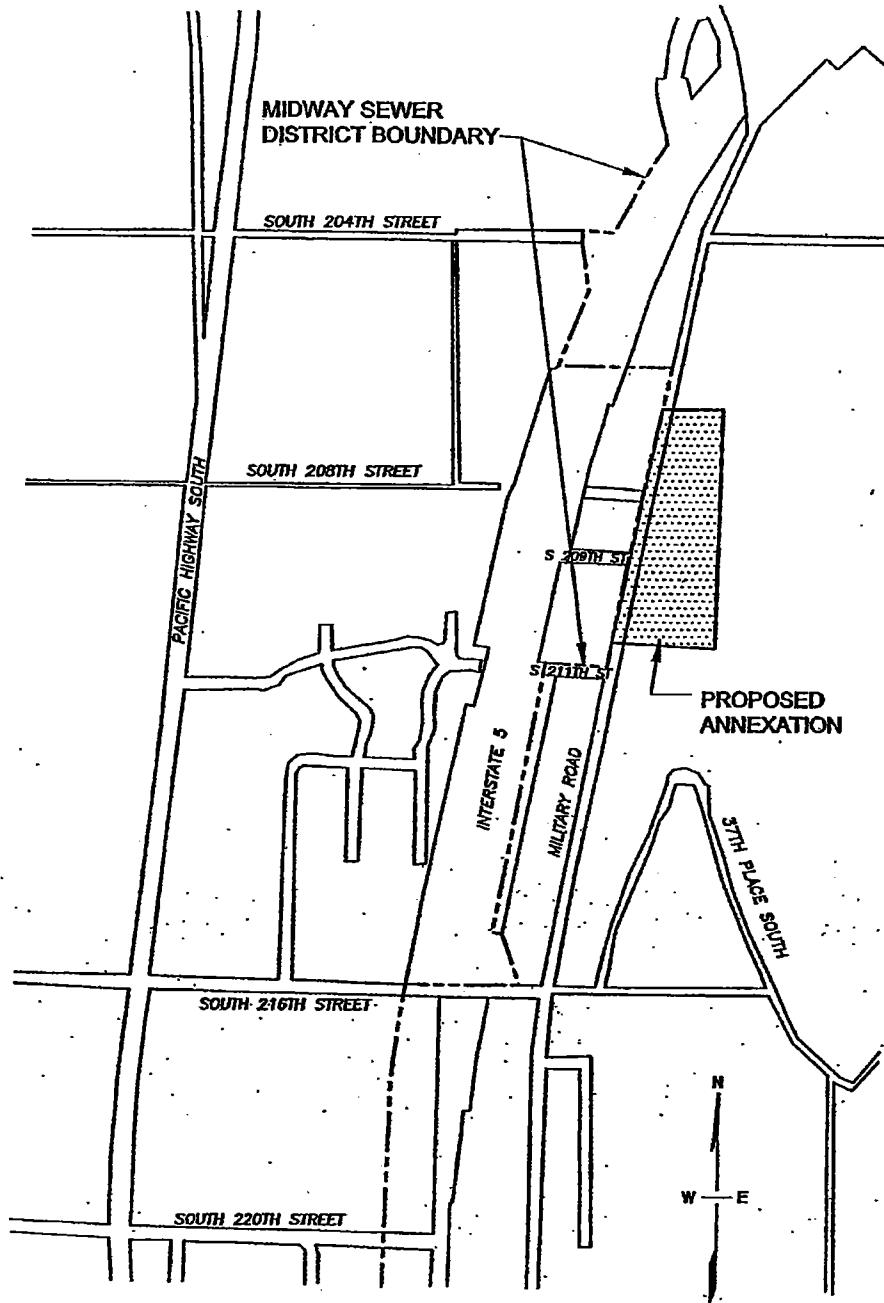 MIDWAY SEWER
DISTRICT BOUNDARY
SOUTH 204TH STREET
SOUTH 208TH STREET
PACIFIC HIGHWAY SOUTH
S 209TH ST
S 211TH ST
PROPOSED
ANNEXATION
INTERSTATE 5
MILITARY ROAD
37TH PLACE SOUTH
SOUTH 216TH STREET
N
W E
SOUTH 220TH STREET